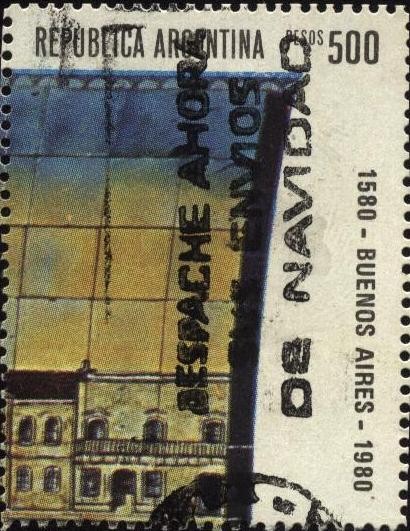 REPUBLICA ARGENTINA PESOS 500
1580 - BUENOS AIRES - 1980
DESPACHE AHORA
SUS ENVIOS
DE NAVIDAD